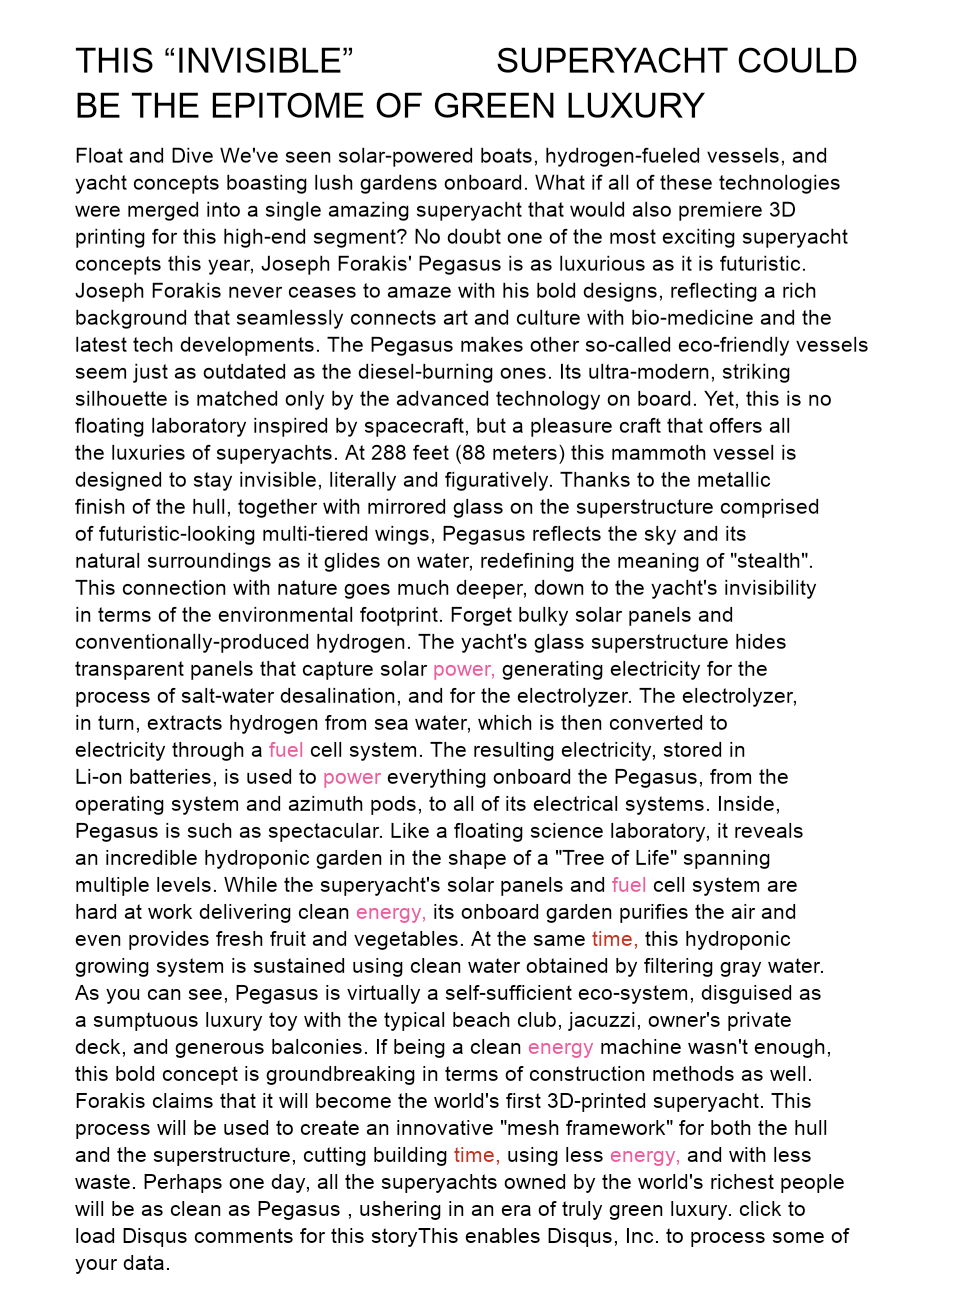 THIS “INVISIBLE” SUPERYACHT COULD
BE THE EPITOME OF GREEN LUXURY
Float and Dive We've seen solar-powered boats, hydrogen-fueled vessels, and
yacht concepts boasting lush gardens onboard. What if all of these technologies
were merged into a single amazing superyacht that would also premiere 3D
printing for this high-end segment? No doubt one of the most exciting superyacht
concepts this year, Joseph Forakis' Pegasus is as luxurious as it is futuristic.
Joseph Forakis never ceases to amaze with his bold designs, reflecting a rich
background that seamlessly connects art and culture with bio-medicine and the
latest tech developments. The Pegasus makes other so-called eco-friendly vessels
seem just as outdated as the diesel-burning ones. Its ultra-modern, striking
silhouette is matched only by the advanced technology on board. Yet, this is no
floating laboratory inspired by spacecraft, but a pleasure craft that offers all
the luxuries of superyachts. At 288 feet (88 meters) this mammoth vessel is
designed to stay invisible, literally and figuratively. Thanks to the metallic
finish of the hull, together with mirrored glass on the superstructure comprised
of futuristic-looking multi-tiered wings, Pegasus reflects the sky and its
natural surroundings as it glides on water, redefining the meaning of "stealth".
This connection with nature goes much deeper, down to the yacht's invisibility
in terms of the environmental footprint. Forget bulky solar panels and
conventionally-produced hydrogen. The yacht's glass superstructure hides
transparent panels that capture solar power, generating electricity for the
process of salt-water desalination, and for the electrolyzer. The electrolyzer,
in turn, extracts hydrogen from sea water, which is then converted to
electricity through a fuel cell system. The resulting electricity, stored in
Li-on batteries, is used to power everything onboard the Pegasus, from the
operating system and azimuth pods, to all of its electrical systems. Inside,
Pegasus is such as spectacular. Like a floating science laboratory, it reveals
an incredible hydroponic garden in the shape of a "Tree of Life" spanning
multiple levels. While the superyacht's solar panels and fuel cell system are
hard at work delivering clean energy, its onboard garden purifies the air and
even provides fresh fruit and vegetables. At the same time, this hydroponic
growing system is sustained using clean water obtained by filtering gray water.
As you can see, Pegasus is virtually a self-sufficient eco-system, disguised as
a sumptuous luxury toy with the typical beach club, jacuzzi, owner's private
deck, and generous balconies. If being a clean energy machine wasn't enough,
this bold concept is groundbreaking in terms of construction methods as well.
Forakis claims that it will become the world's first 3D-printed superyacht. This
process will be used to create an innovative "mesh framework" for both the hull
and the superstructure, cutting building time, using less energy, and with less
waste. Perhaps one day, all the superyachts owned by the world's richest people
will be as clean as Pegasus , ushering in an era of truly green luxury. click to
load Disqus comments for this storyThis enables Disqus, Inc. to process some of
your data.